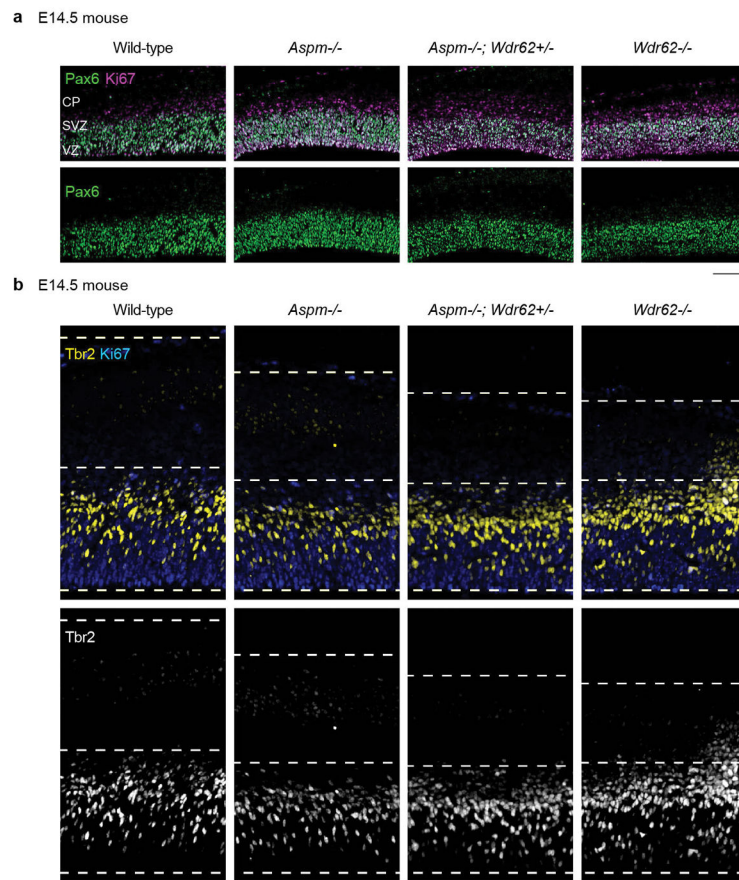 a E14.5 mouse
Wild-type Aspm-/- Aspm-/-; Wdr62+/- Wdr62-/-
Pax6 Ki67
CP
SVZ
VZ
Pax6
b E14.5 mouse
Wild-type Aspm-/- Aspm-/-; Wdr62+/- Wdr62-/-
Tbr2 Ki67
Tbr2